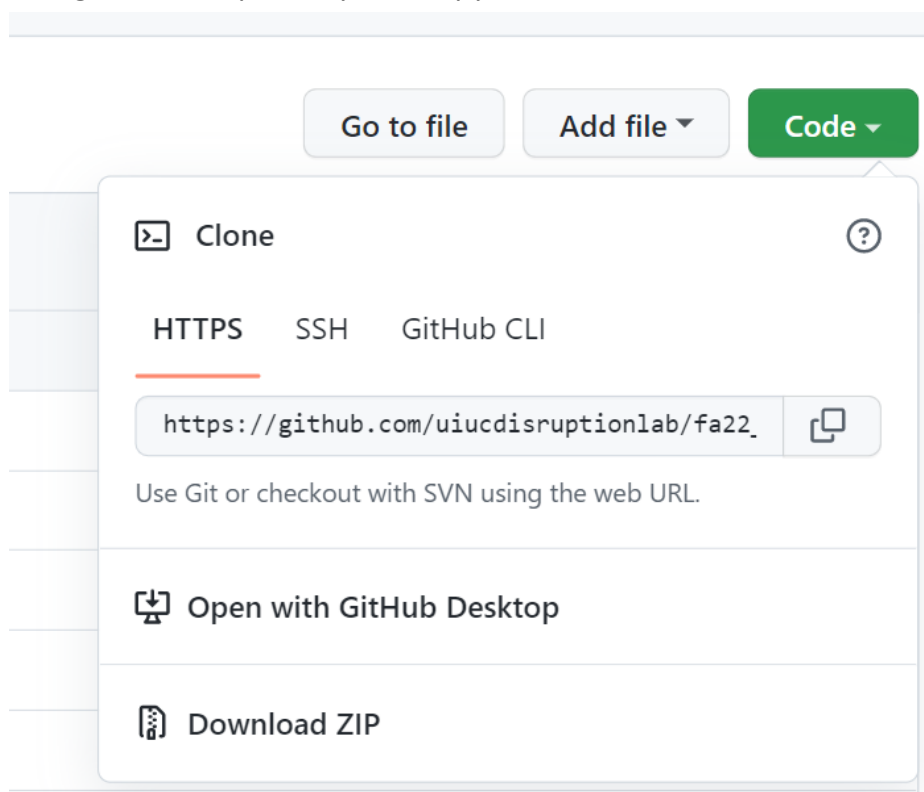 Go to file Add file Code
Clone
HTTPS SSH GitHub CLI
https://github.com/uiucdisruptionlab/fa22_
Use Git or checkout with SVN using the web URL.
Open with GitHub Desktop
Download ZIP